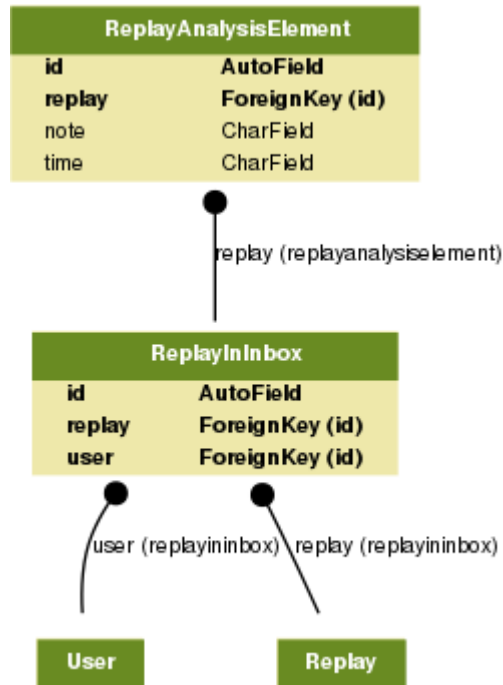 ReplayAnalysisElement
id AutoField
replay ForeignKey (id)
note CharField
time CharField
replay (replayanalysiselement)
ReplayInInbox
id AutoField
replay ForeignKey (id)
user ForeignKey (id)
user (replayininbox) replay (replayininbox)
User Replay